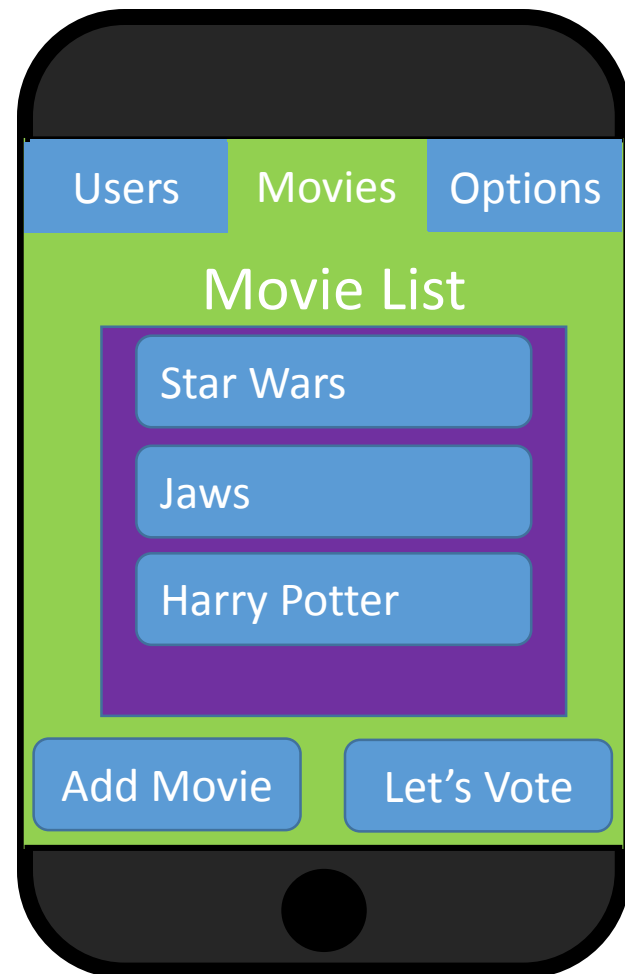 Users Movies Options
Movie List
Star Wars
Jaws
Harry Potter
Add Movie Let’s Vote